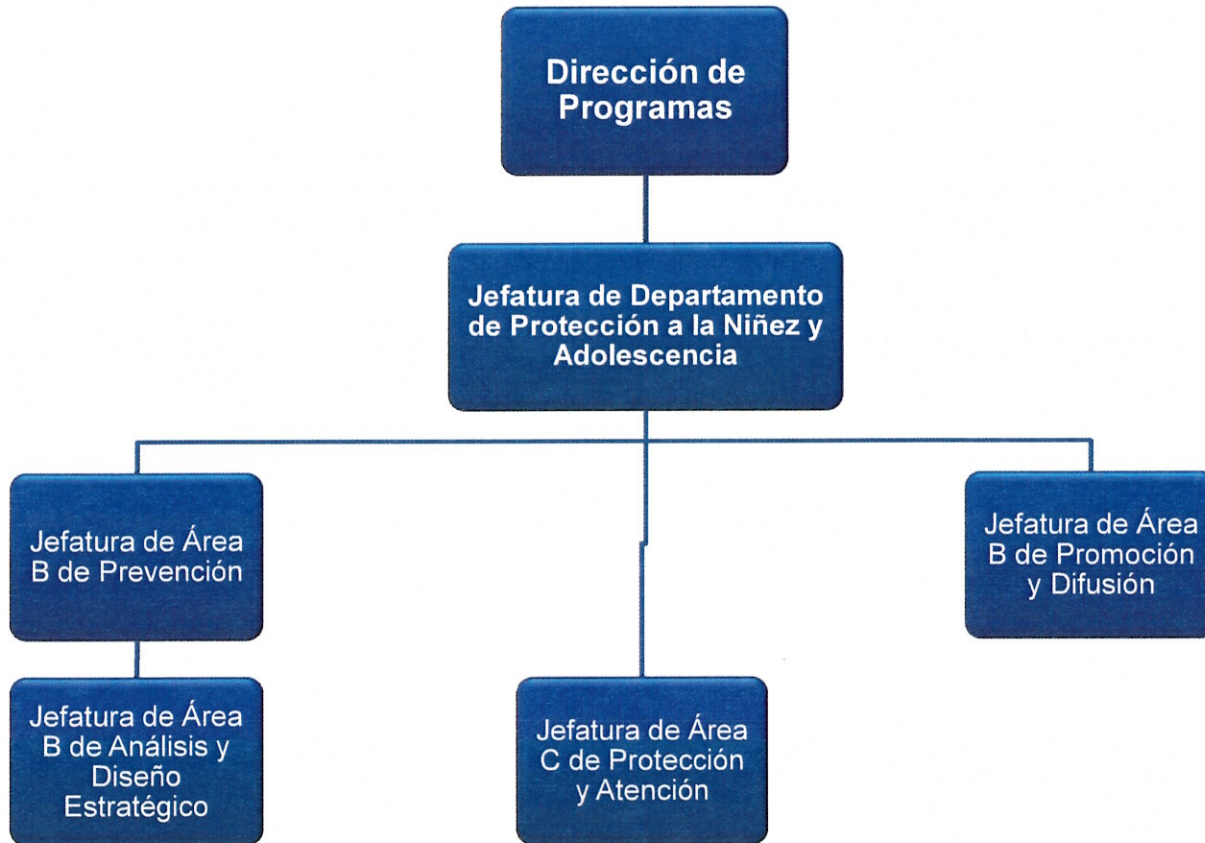 Dirección de
Programas
Jefatura de Departamento
de Protección a la Niñez y
Adolescencia
Jefatura de Área
B de Prevención
Jefatura de Área
B de Promoción
y Difusión
Jefatura de Área
B de Análisis y
Diseño
Estratégico
Jefatura de Área
C de Protección
y Atención